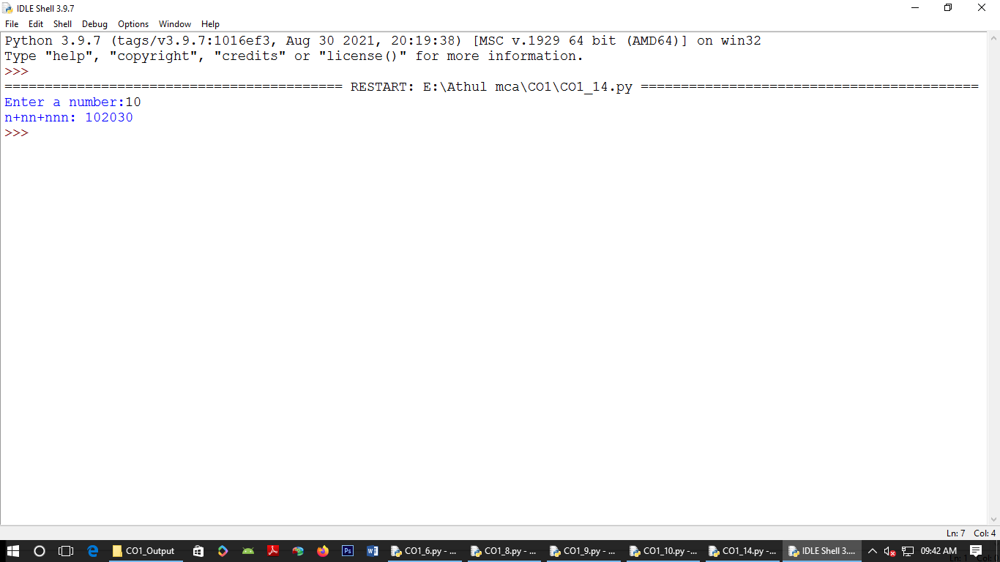 IDLE Shell 3.9.7
File Edit Shell Debug Options Window Help
Python 3.9.7 (tags/v3.9.7:1016ef3, Aug 30 2021, 20:19:38) [MSC v.1929 64 bit (AMD64)] on win32
Type "help", "copyright", "credits" or "license()" for more information.
>>>
========================================== RESTART: E:\Athul mca\CO1\CO1_14.py ==========================================
Enter a number:10
n+nn+nnn: 102030
>>>
Ln: 7 Col: 4
CO1_Output Ps W CO1_6.py - ... CO1_8.py - ... CO1_9.py - ... CO1_10.py -... CO1_14.py -... IDLE Shell 3.... 09:42 AM
Ln: 1 Col: